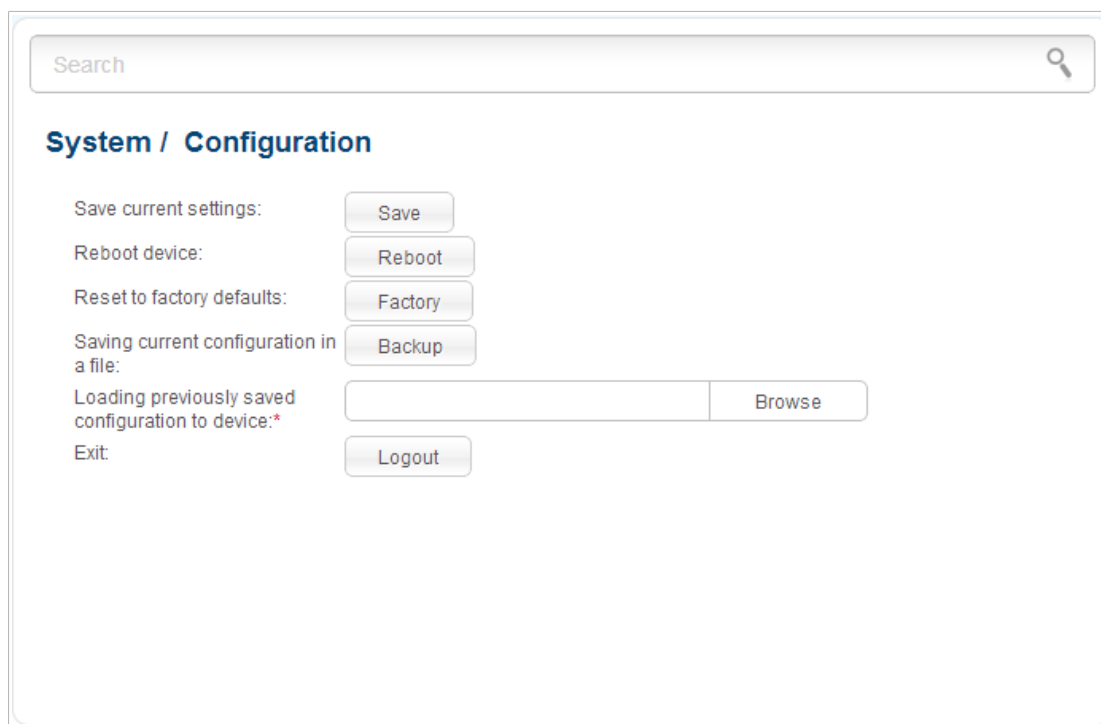 Search
System / Configuration
Save current settings: Save
Reboot device: Reboot
Reset to factory defaults: Factory
Saving current configuration in
a file: Backup
Loading previously saved
configuration to device:* Browse
Exit: Logout